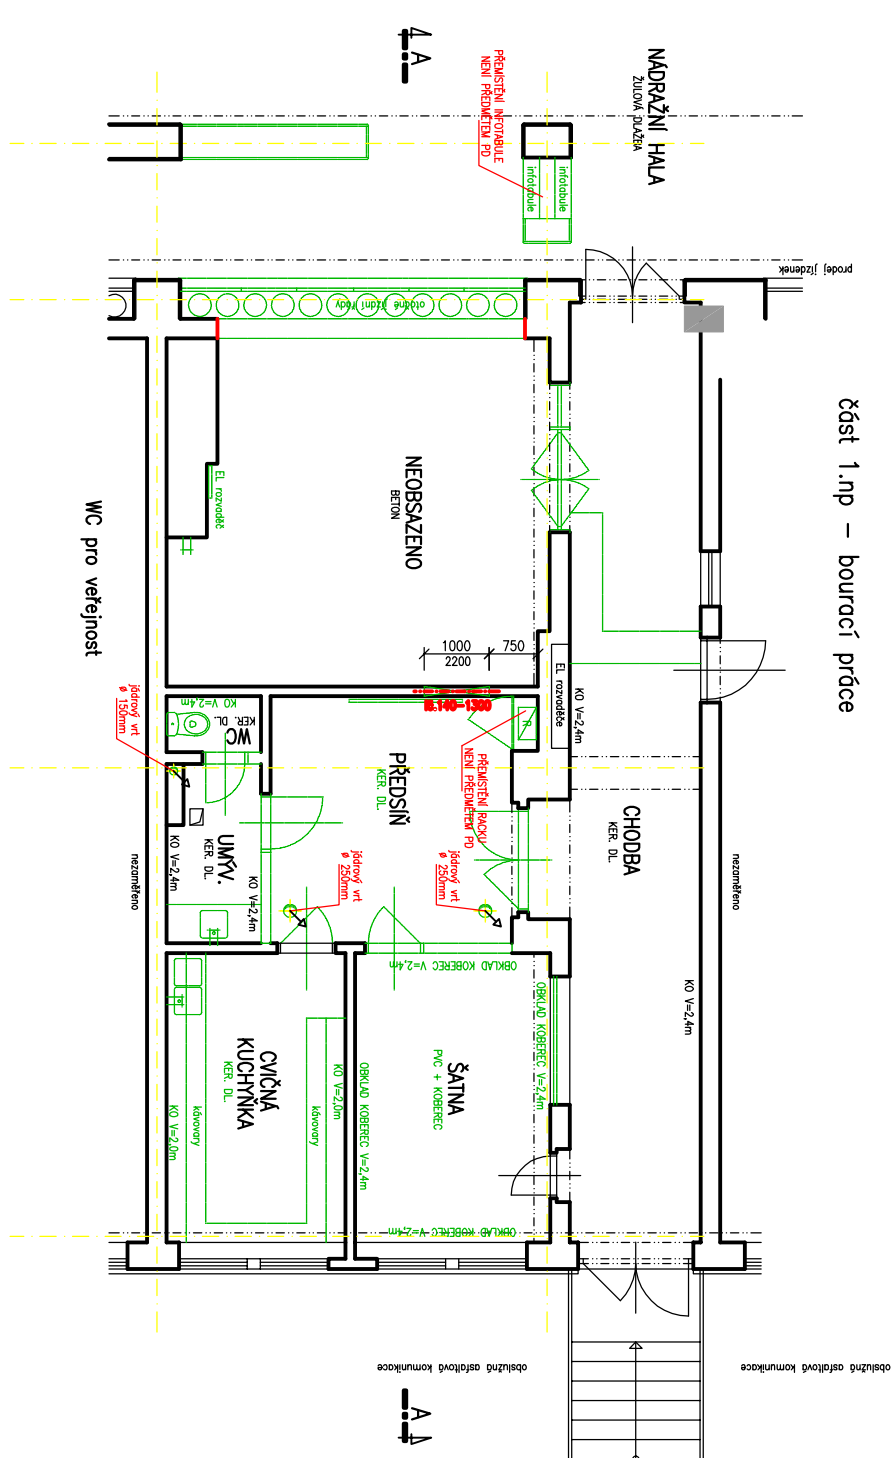 část 1.np – bourací práce
NÁDRAŽNÍ HALA
ŽULOVÁ DLAŽBA
A
PŘEMÍSTĚNÍ INFOTABULE
NENÍ PŘEDMĚTEM PD
infotabule
infotabule
prodej jízdenek
otočné jízdní řády
EL rozvaděč
NEOBSAZENO
BETON
WC pro veřejnost
1000
750
2200
EL rozvaděče
KO V=2,4m
jádrový vrt
ø 150mm
KO V=2,4m
KER. DL.
WC
PŘEDSÍŇ
KER. DL.
R
PŘEMÍSTĚNÍ RACKU
NENÍ PŘEDMĚTEM PD
CHODBA
KER. DL.
UMÝV.
KER. DL.
KO V=2,4m
KO V=2,4m
jádrový vrt
ø 250mm
jádrový vrt
ø 250mm
nezaměřeno
nezaměřeno
KO V=2,4m
OBKLAD KOBEREC V=2,4m
OBKLAD KOBEREC V=2,4m
ŠATNA
PVC + KOBEREC
OBKLAD KOBEREC V=2,4m
OBKLAD KOBEREC V=2,4m
CVIČNÁ
KUCHYŇKA
KER. DL.
KO V=2,0m
KO V=2,0m
kávovary
kávovary
obslužná asfaltová komunikace
obslužná asfaltová komunikace
A